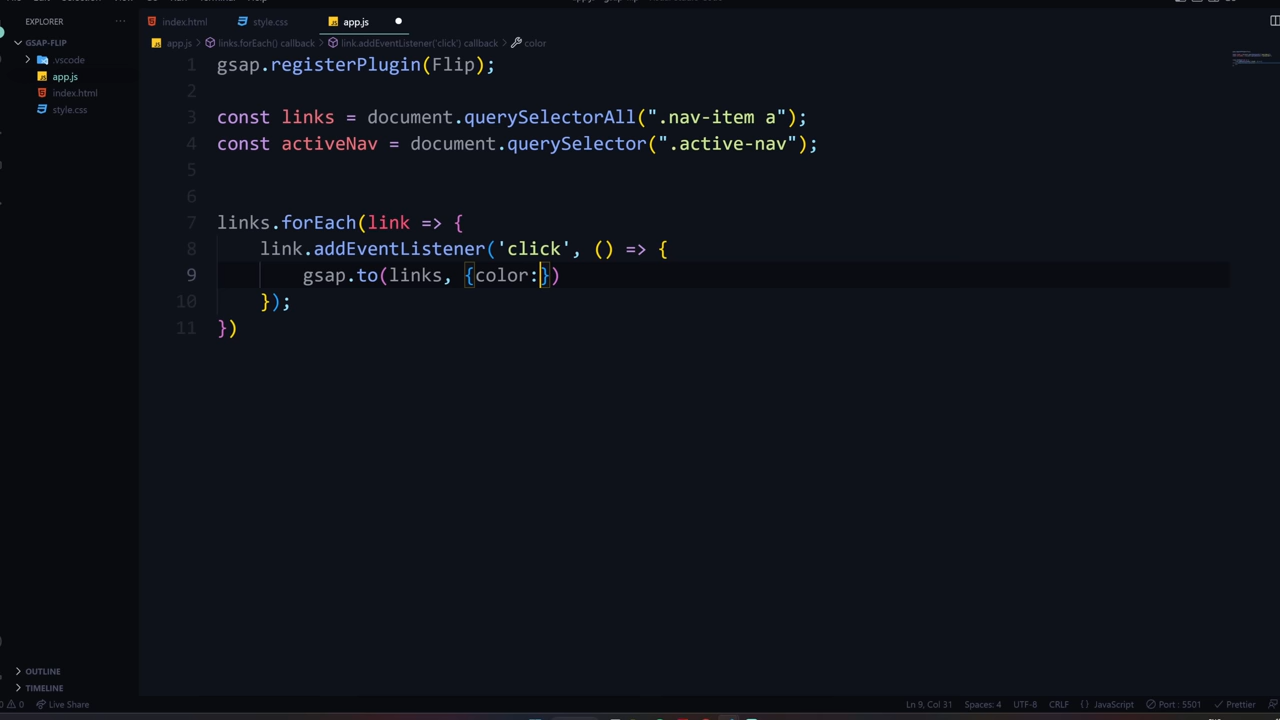 EXPLORER
GSAP-FLIP
.vscode
app.js
index.html
style.css
OUTLINE
TIMELINE
index.html style.css app.js
app.js > links.forEach() callback > link.addEventListener('click') callback > color
1 gsap.registerPlugin(Flip);
2
3 const links = document.querySelectorAll(".nav-item a");
4 const activeNav = document.querySelector(".active-nav");
5
6
7 links.forEach(link => {
8 link.addEventListener('click', () => {
9 gsap.to(links, {color:})
10 });
11 })
0 0 Live Share Ln 9, Col 31 Spaces: 4 UTF-8 CRLF {} JavaScript Port : 5501 Prettier